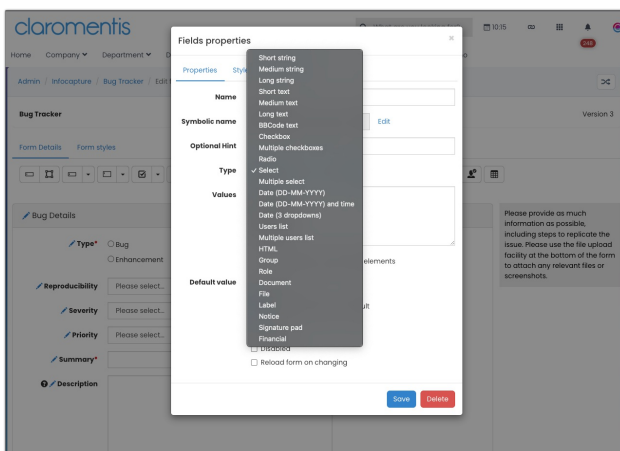 claromentis
10:15
248
Home Company Department
Admin / Infocapture / Bug Tracker / Edit
Bug Tracker
Version 3
Form Details Form styles
Bug Details
Type*
Bug
Enhancement
Reproducibility
Please select...
Severity
Please select...
Priority
Please select...
Summary*
Description
Please provide as much
information as possible,
including steps to replicate the
issue. Please use the file upload
facility at the bottom of the form
to attach any relevant files or
screenshots.
Fields properties
×
Properties
Name
Symbolic name
Edit
Optional Hint
Type
Values
elements
Default value
Disabled
Reload form on changing
Save
Delete
Short string
Medium string
Long string
Short text
Medium text
Long text
BBCode text
Checkbox
Multiple checkboxes
Radio
✓ Select
Multiple select
Date (DD-MM-YYYY)
Date (DD-MM-YYYY) and time
Date (3 dropdowns)
Users list
Multiple users list
HTML
Group
Role
Document
File
Label
Notice
Signature pad
Financial